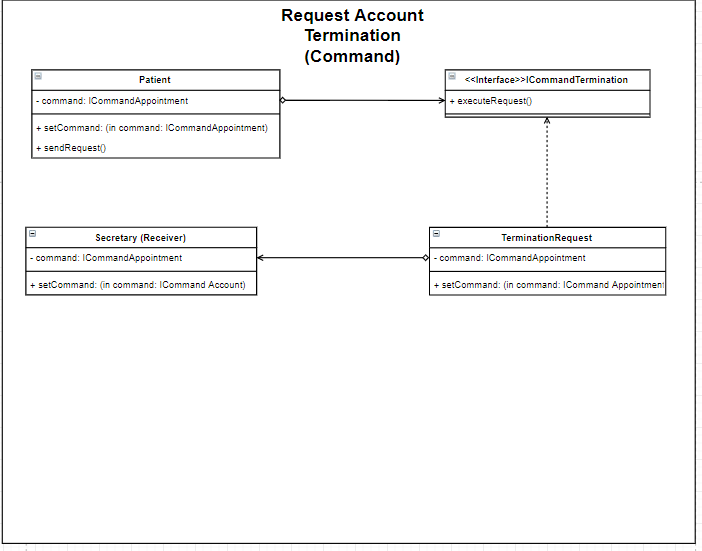 Request Account
Termination
(Command)
Patient
- command: ICommandAppointment
+ setCommand: (in command: ICommandAppointment)
+ sendRequest()
<<Interface>>ICommandTermination
+ executeRequest()
Secretary (Receiver)
- command: ICommandAppointment
+ setCommand: (in command: ICommand Account)
TerminationRequest
- command: ICommandAppointment
+ setCommand: (in command: ICommand Appointment